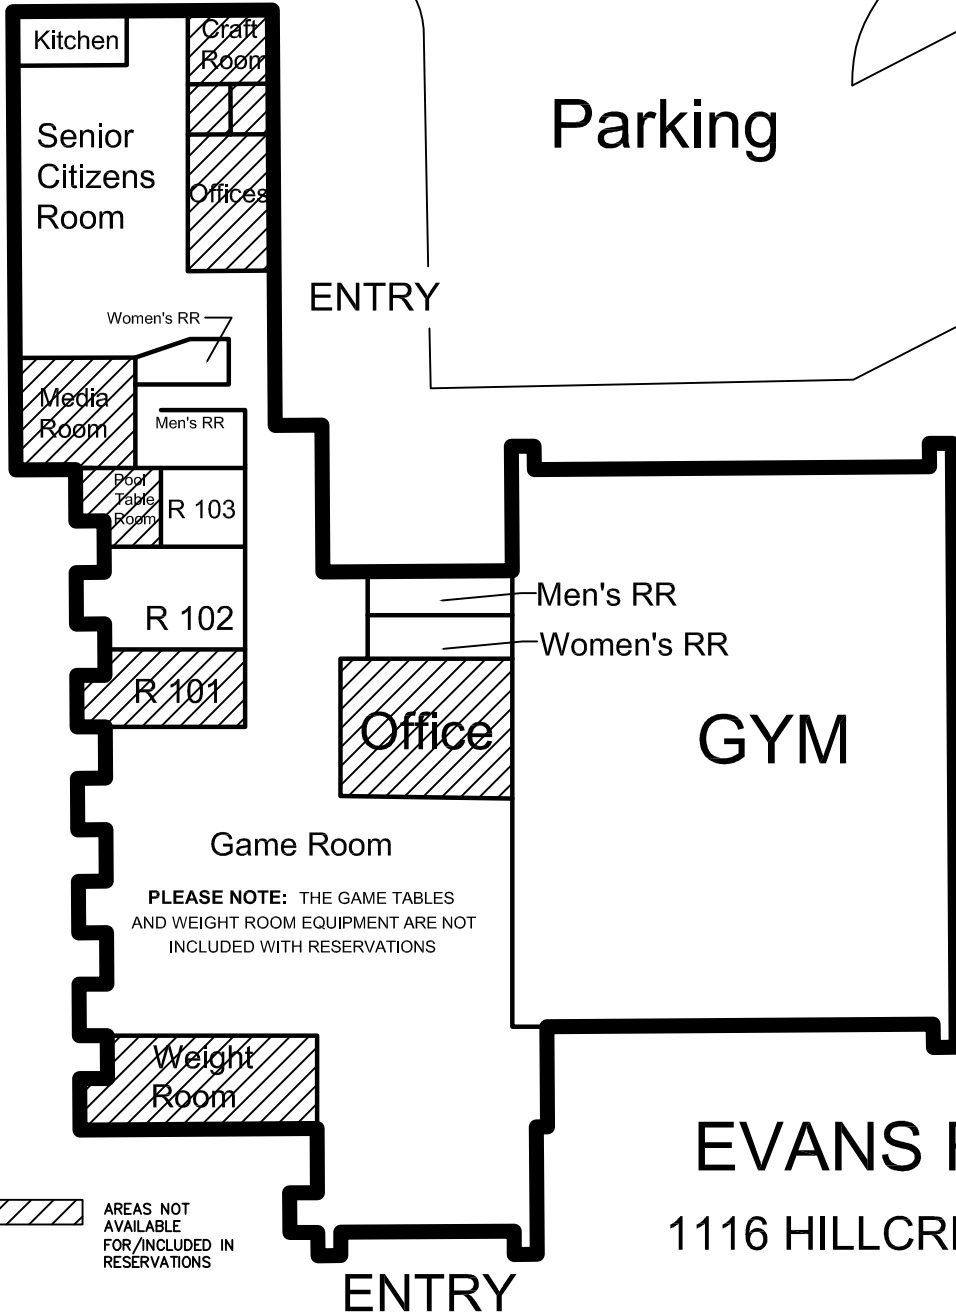 Kitchen
Craft
Room
Parking
Senior
Citizens
Room
Offices
ENTRY
Women's RR
Media
Room
Men's RR
Pool
Table
Room
R 103
R 102
R 101
Men's RR
Women's RR
Office
GYM
Game Room
PLEASE NOTE: THE GAME TABLES
AND WEIGHT ROOM EQUIPMENT ARE NOT
INCLUDED WITH RESERVATIONS
Weight
Room
EVANS
1116
AREAS NOT
AVAILABLE
FOR/INCLUDED IN
RESERVATIONS
ENTRY